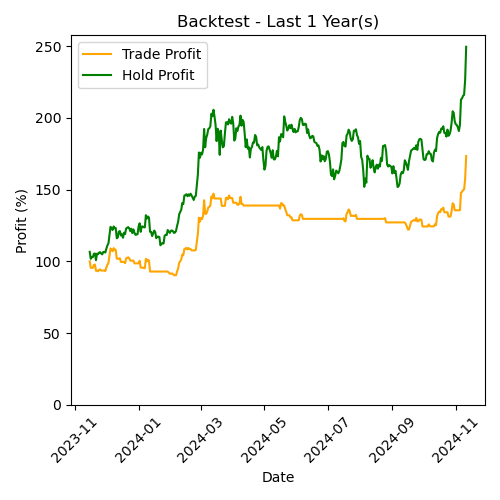 Backtest - Last 1 Year(s)
Trade Profit
Hold Profit
Profit (%)
250
200
150
100
50
0
2023-11
2024-01
2024-03
2024-05
2024-07
2024-09
2024-11
Date